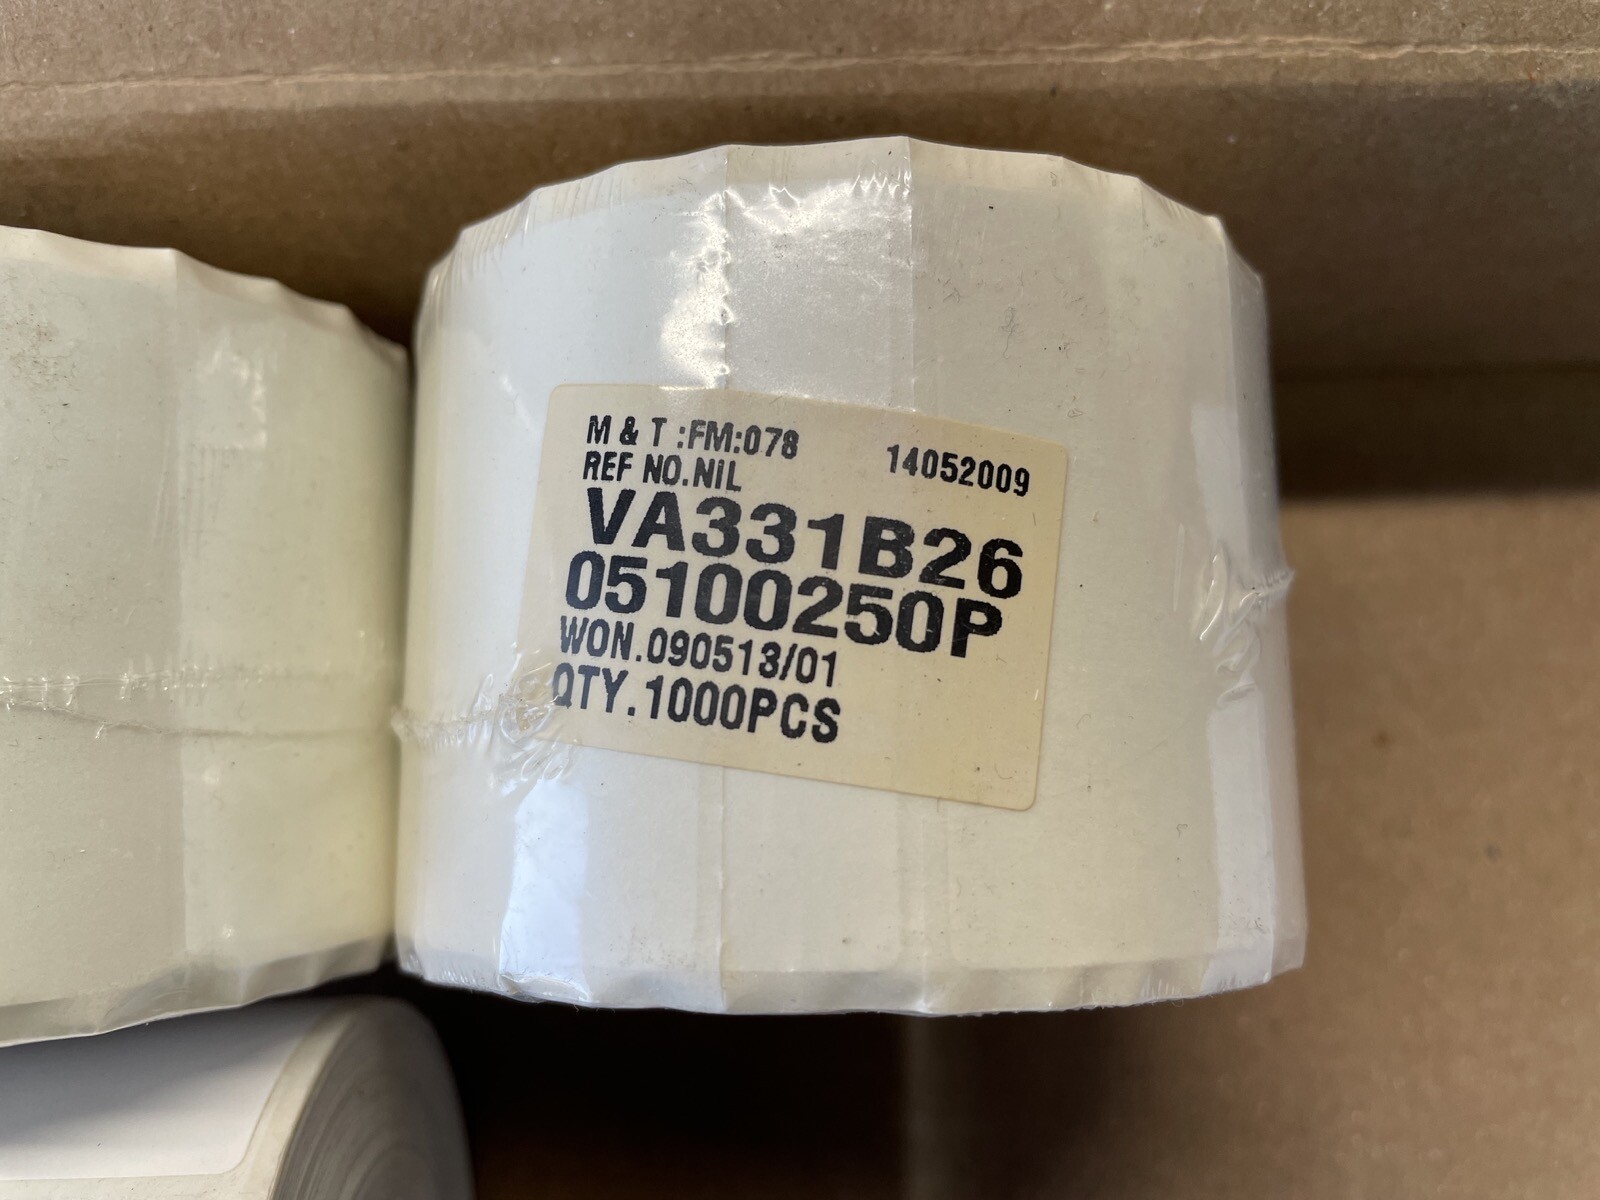 M & T :FM:078 14052009
REF NO.NIL
VA331B26
05100250P
WON.090513/01
QTY.1000PCS